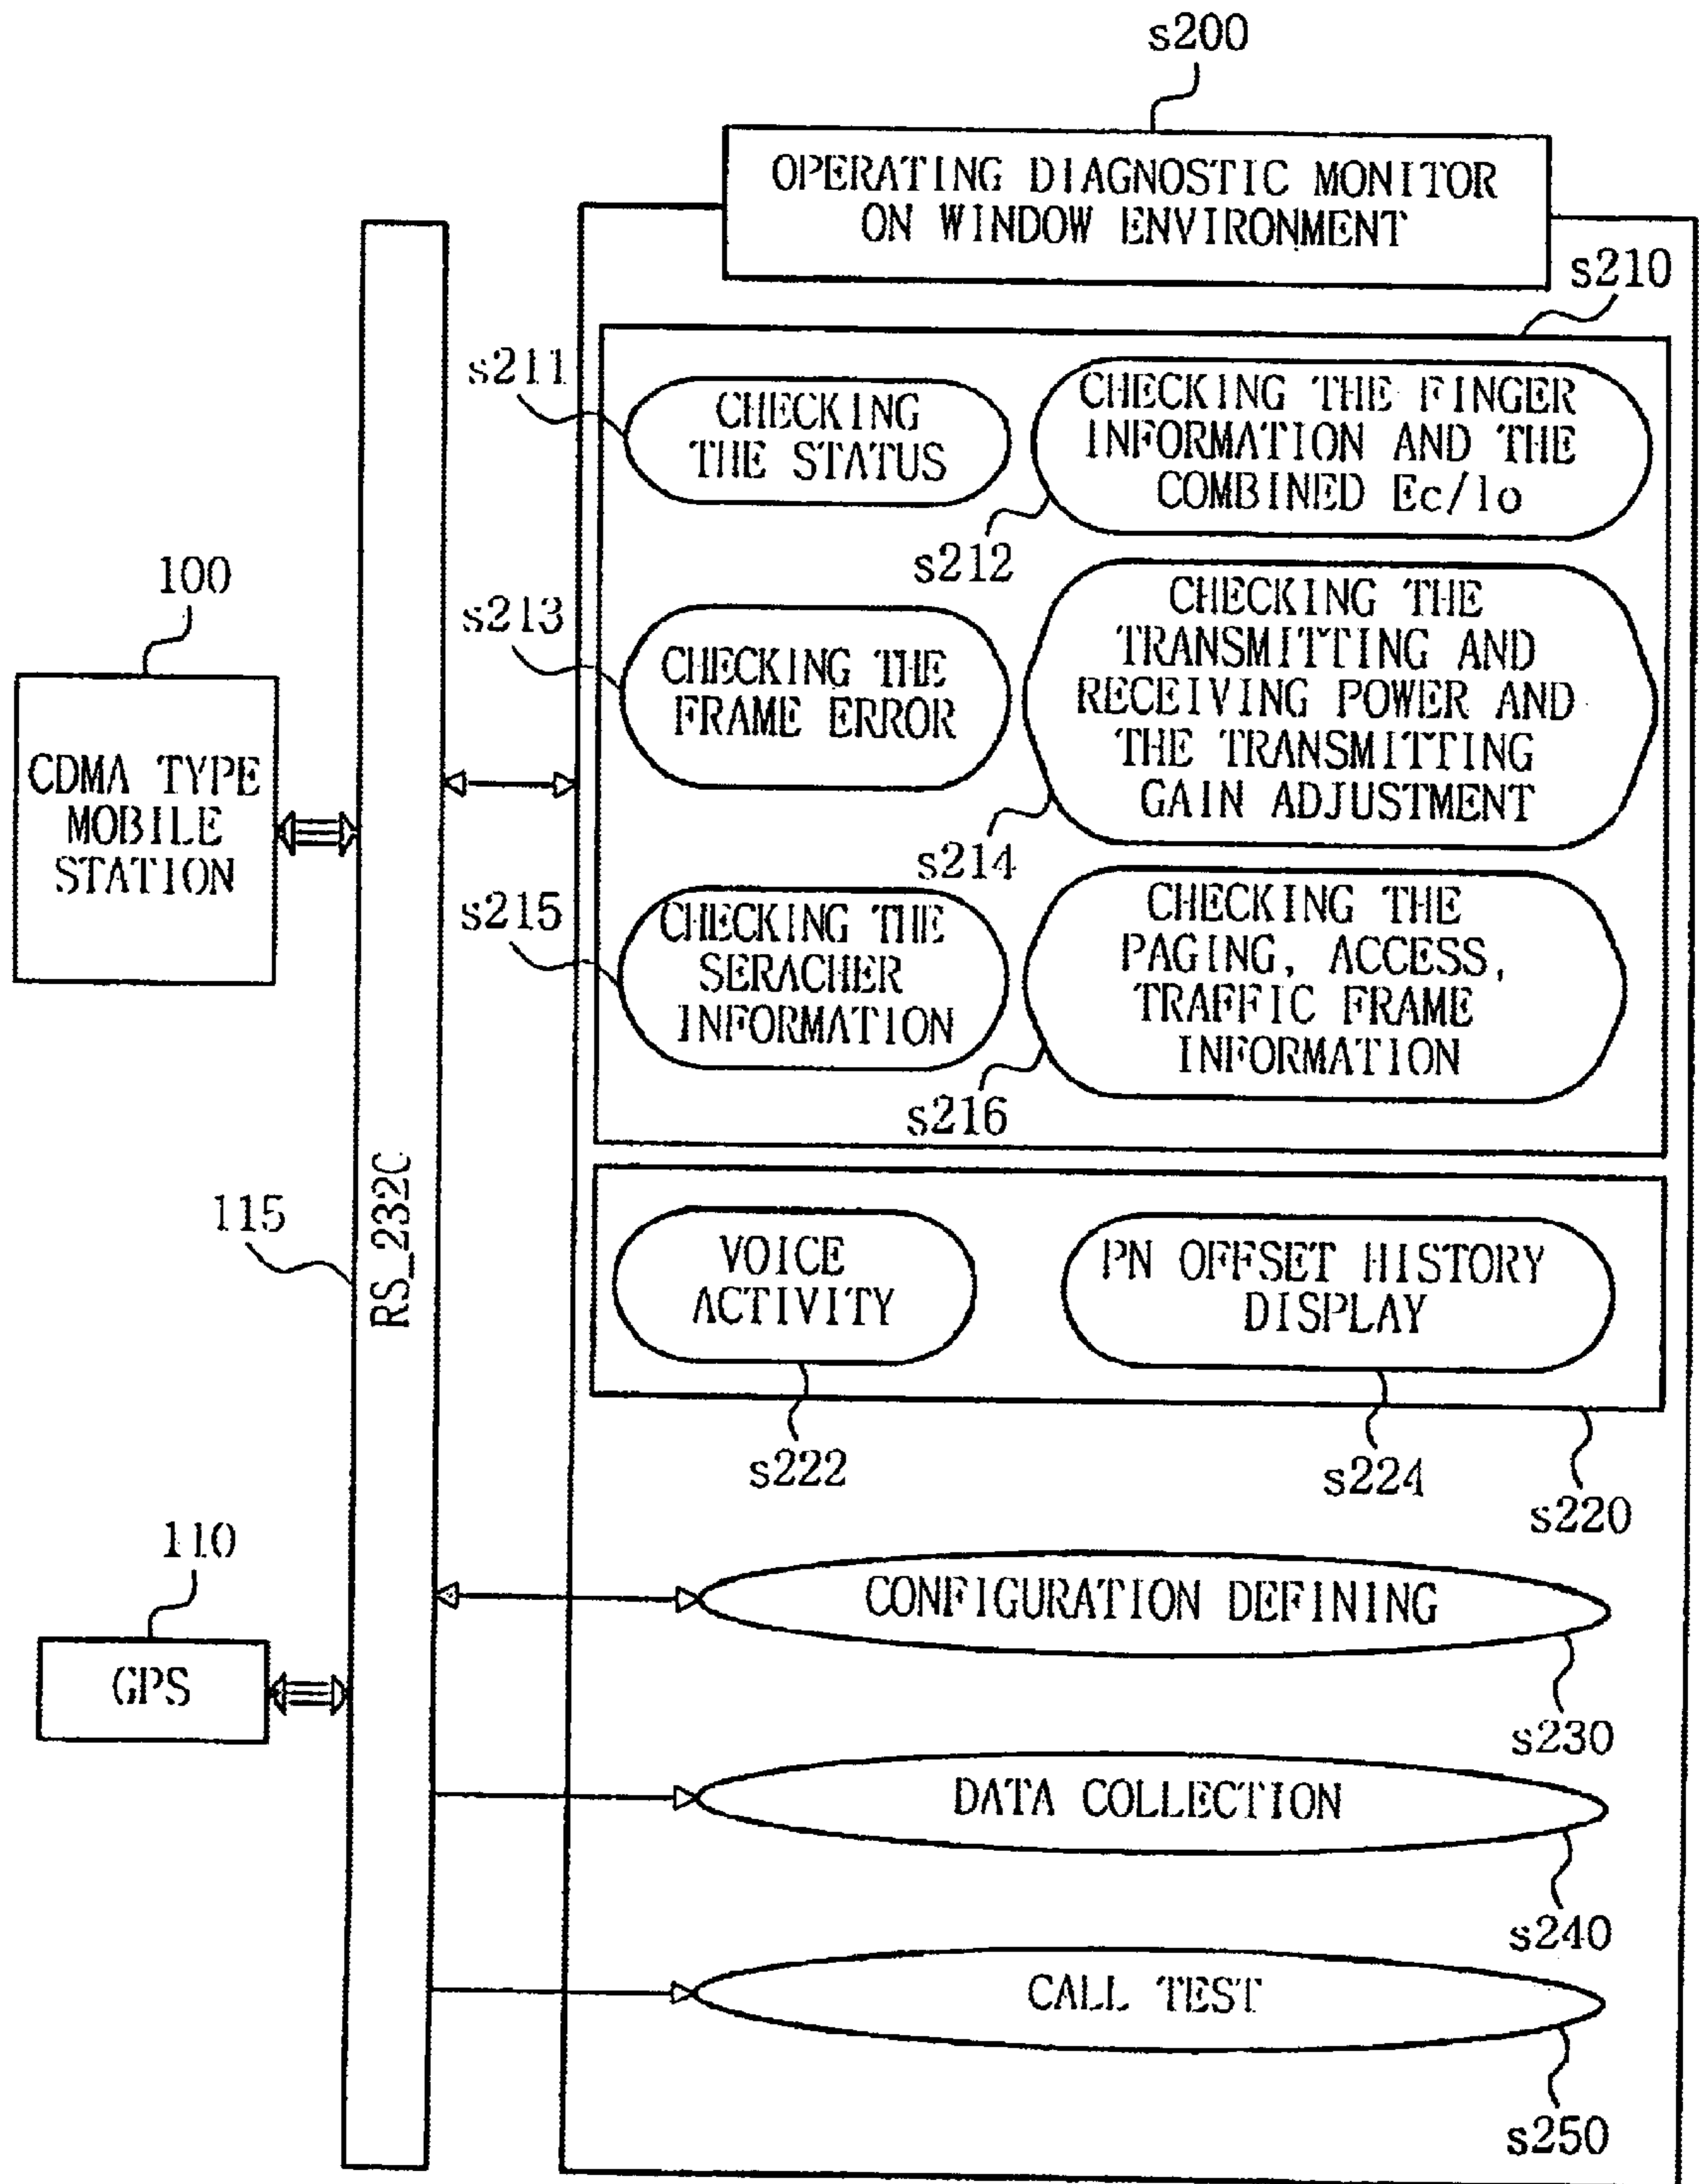 s200
OPERATING DIAGNOSTIC MONITOR
ON WINDOW ENVIRONMENT
s210
s211
CHECKING
THE STATUS
CHECKING THE FINGER
INFORMATION AND THE
COMBINED Ec/lo
s212
100
CDMA TYPE
MOBILE
STATION
s213
CHECKING THE
FRAME ERROR
CHECKING THE
TRANSMITTING AND
RECEIVING POWER AND
THE TRANSMITTING
GAIN ADJUSTMENT
s214
s215
CHECKING THE
SERACHER
INFORMATION
CHECKING THE
PAGING, ACCESS,
TRAFFIC FRAME
INFORMATION
s216
115
RS_232C
VOICE
ACTIVITY
PN OFFSET HISTORY
DISPLAY
s222
s224
s220
110
GPS
CONFIGURATION DEFINING
s230
DATA COLLECTION
s240
CALL TEST
s250